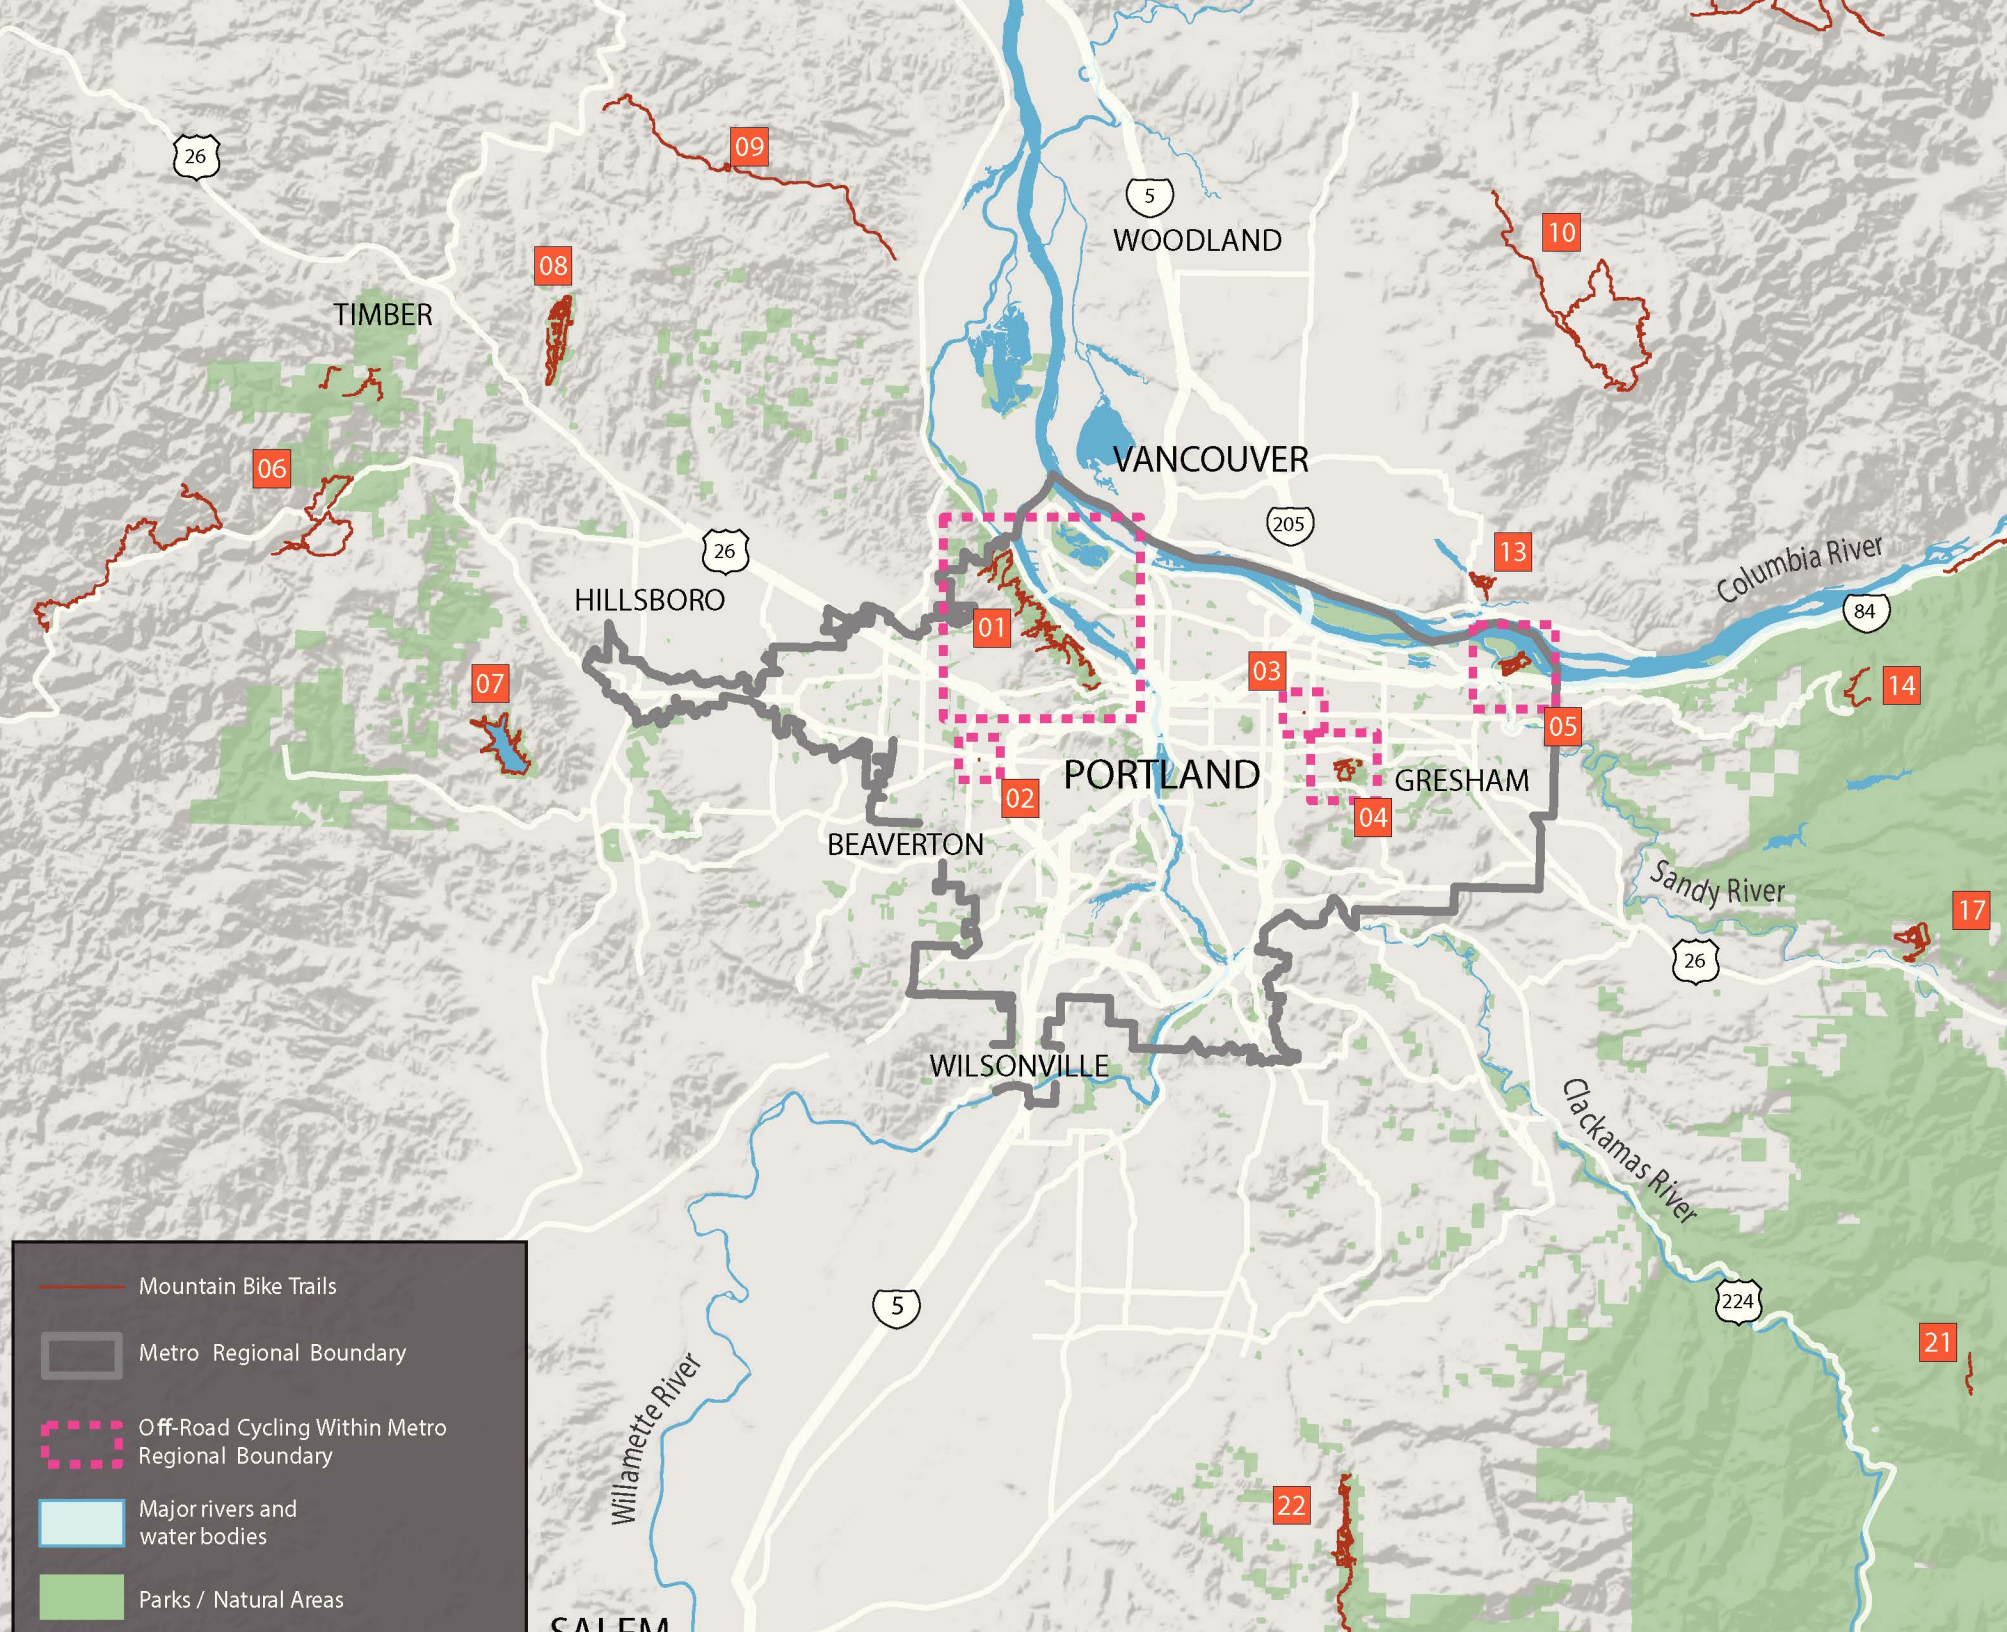 26
09
5
WOODLAND
10
08
TIMBER
VANCOUVER
06
205
13
26
Columbia River
84
HILLSBORO
01
03
07
14
05
PORTLAND
GRESHAM
02
04
BEAVERTON
Sandy River
17
26
WILSONVILLE
Clackamas River
224
5
21
Willamette River
22
SALEM
Mountain Bike Trails
Metro Regional Boundary
Off-Road Cycling Within Metro
Regional Boundary
Major rivers and
water bodies
Parks / Natural Areas